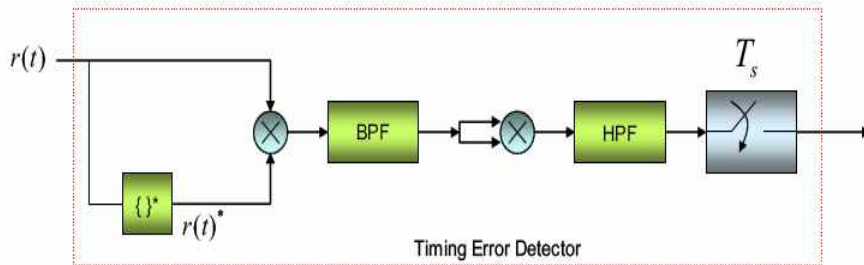 r(t)
T_s
BPF
HPF
{ }*
r(t)*
Timing Error Detector